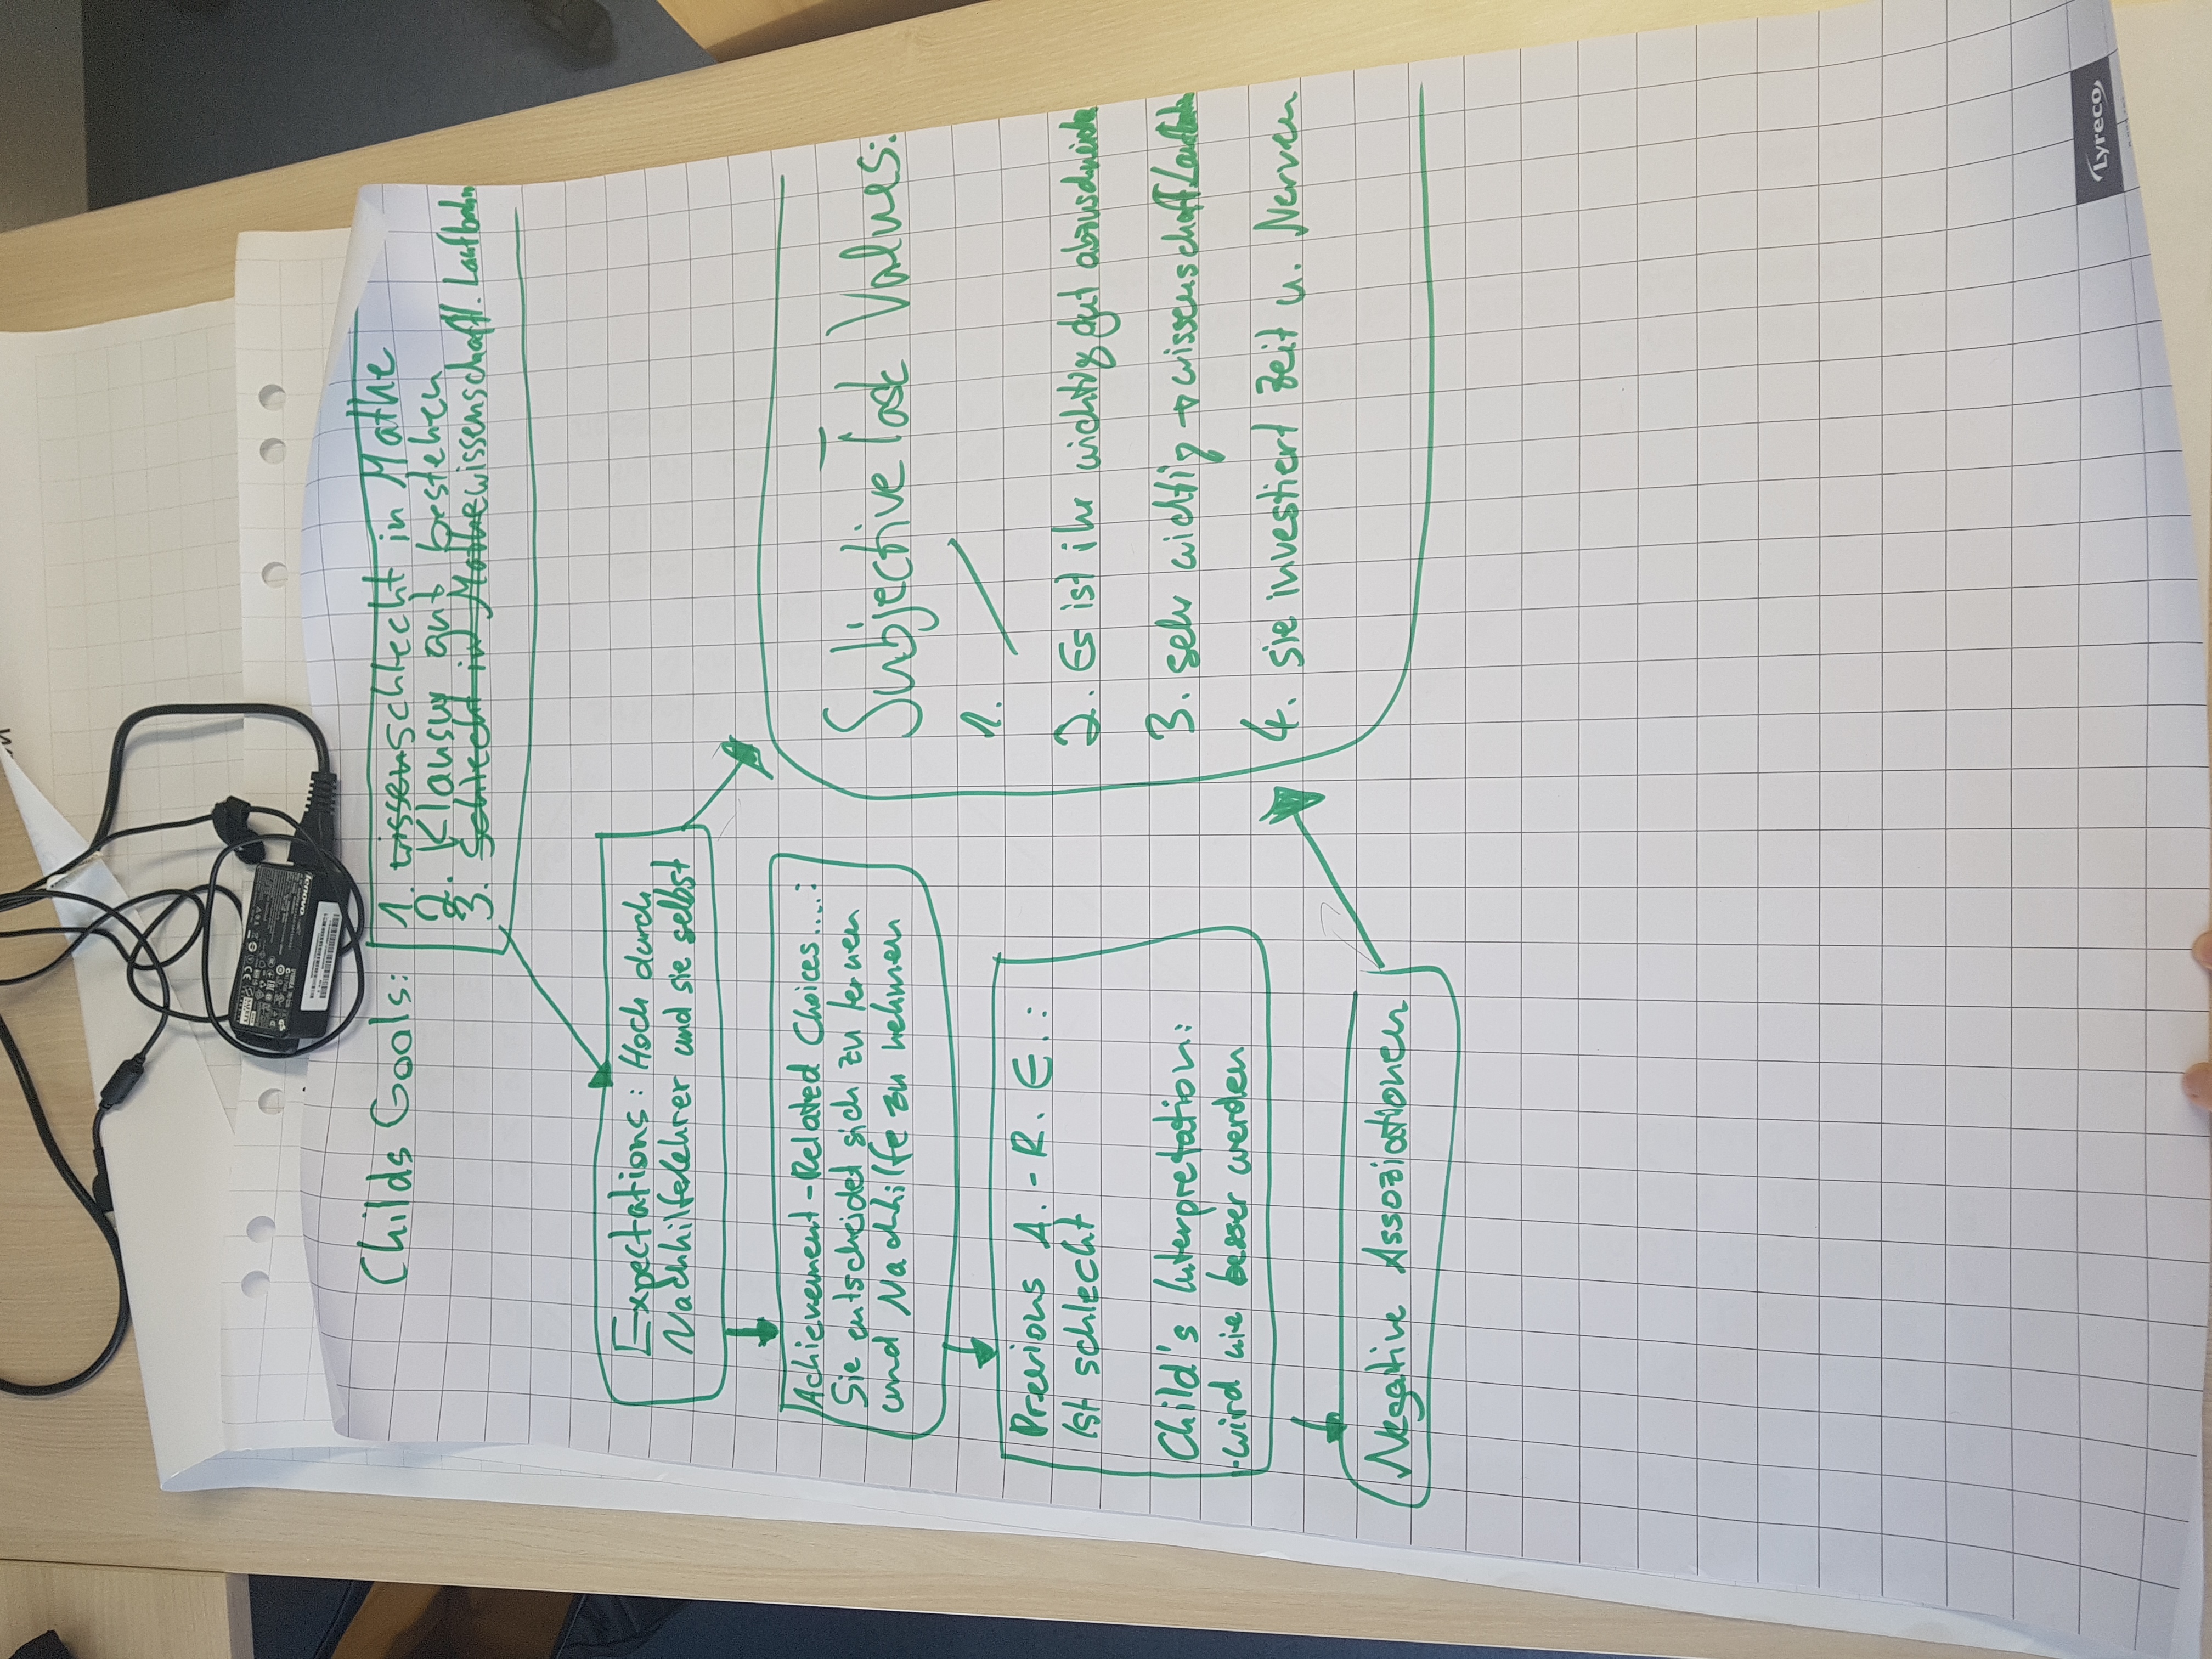 Childs Goals:
1. wissenschlecht in Mathe
2. Klausur gut bestehen
3. Schlecht in Mathe wissenschaftl. Laufbahn
Expectations: Hoch durch
Nachhilfelehrer und sie selbst
Achievement-Related Choices....:
Sie entscheidet sich zu lernen
und Nachhilfe zu nehmen
Previous A.-R. E.:
Ist schlecht
Child's Interpretation:
-wird nie besser werden
Negative Assoziationen
Subjective Task Values:
1. /
2. Es ist ihr wichtig gut abzuschneiden
3. sehr wichtig → wissenschaftl. Laufbahn
4. sie investiert Zeit u. Nerven
lenovo
Lyreco